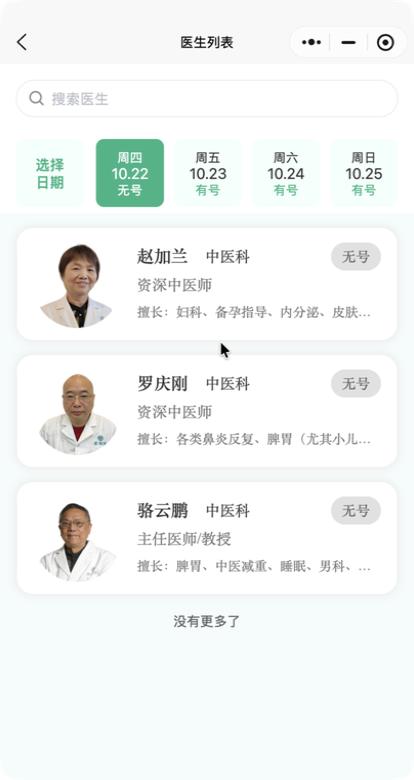 医生列表
搜索医生
选择
日期
周四
10.22
无号
周五
10.23
有号
周六
10.24
有号
周日
10.25
有号
赵加兰 中医科 无号
资深中医师
擅长：妇科、备孕指导、内分泌、皮肤...
罗庆刚 中医科 无号
资深中医师
擅长：各类鼻炎反复、脾胃（尤其小儿...
骆云鹏 中医科 无号
主任医师/教授
擅长：脾胃、中医减重、睡眠、男科、...
没有更多了